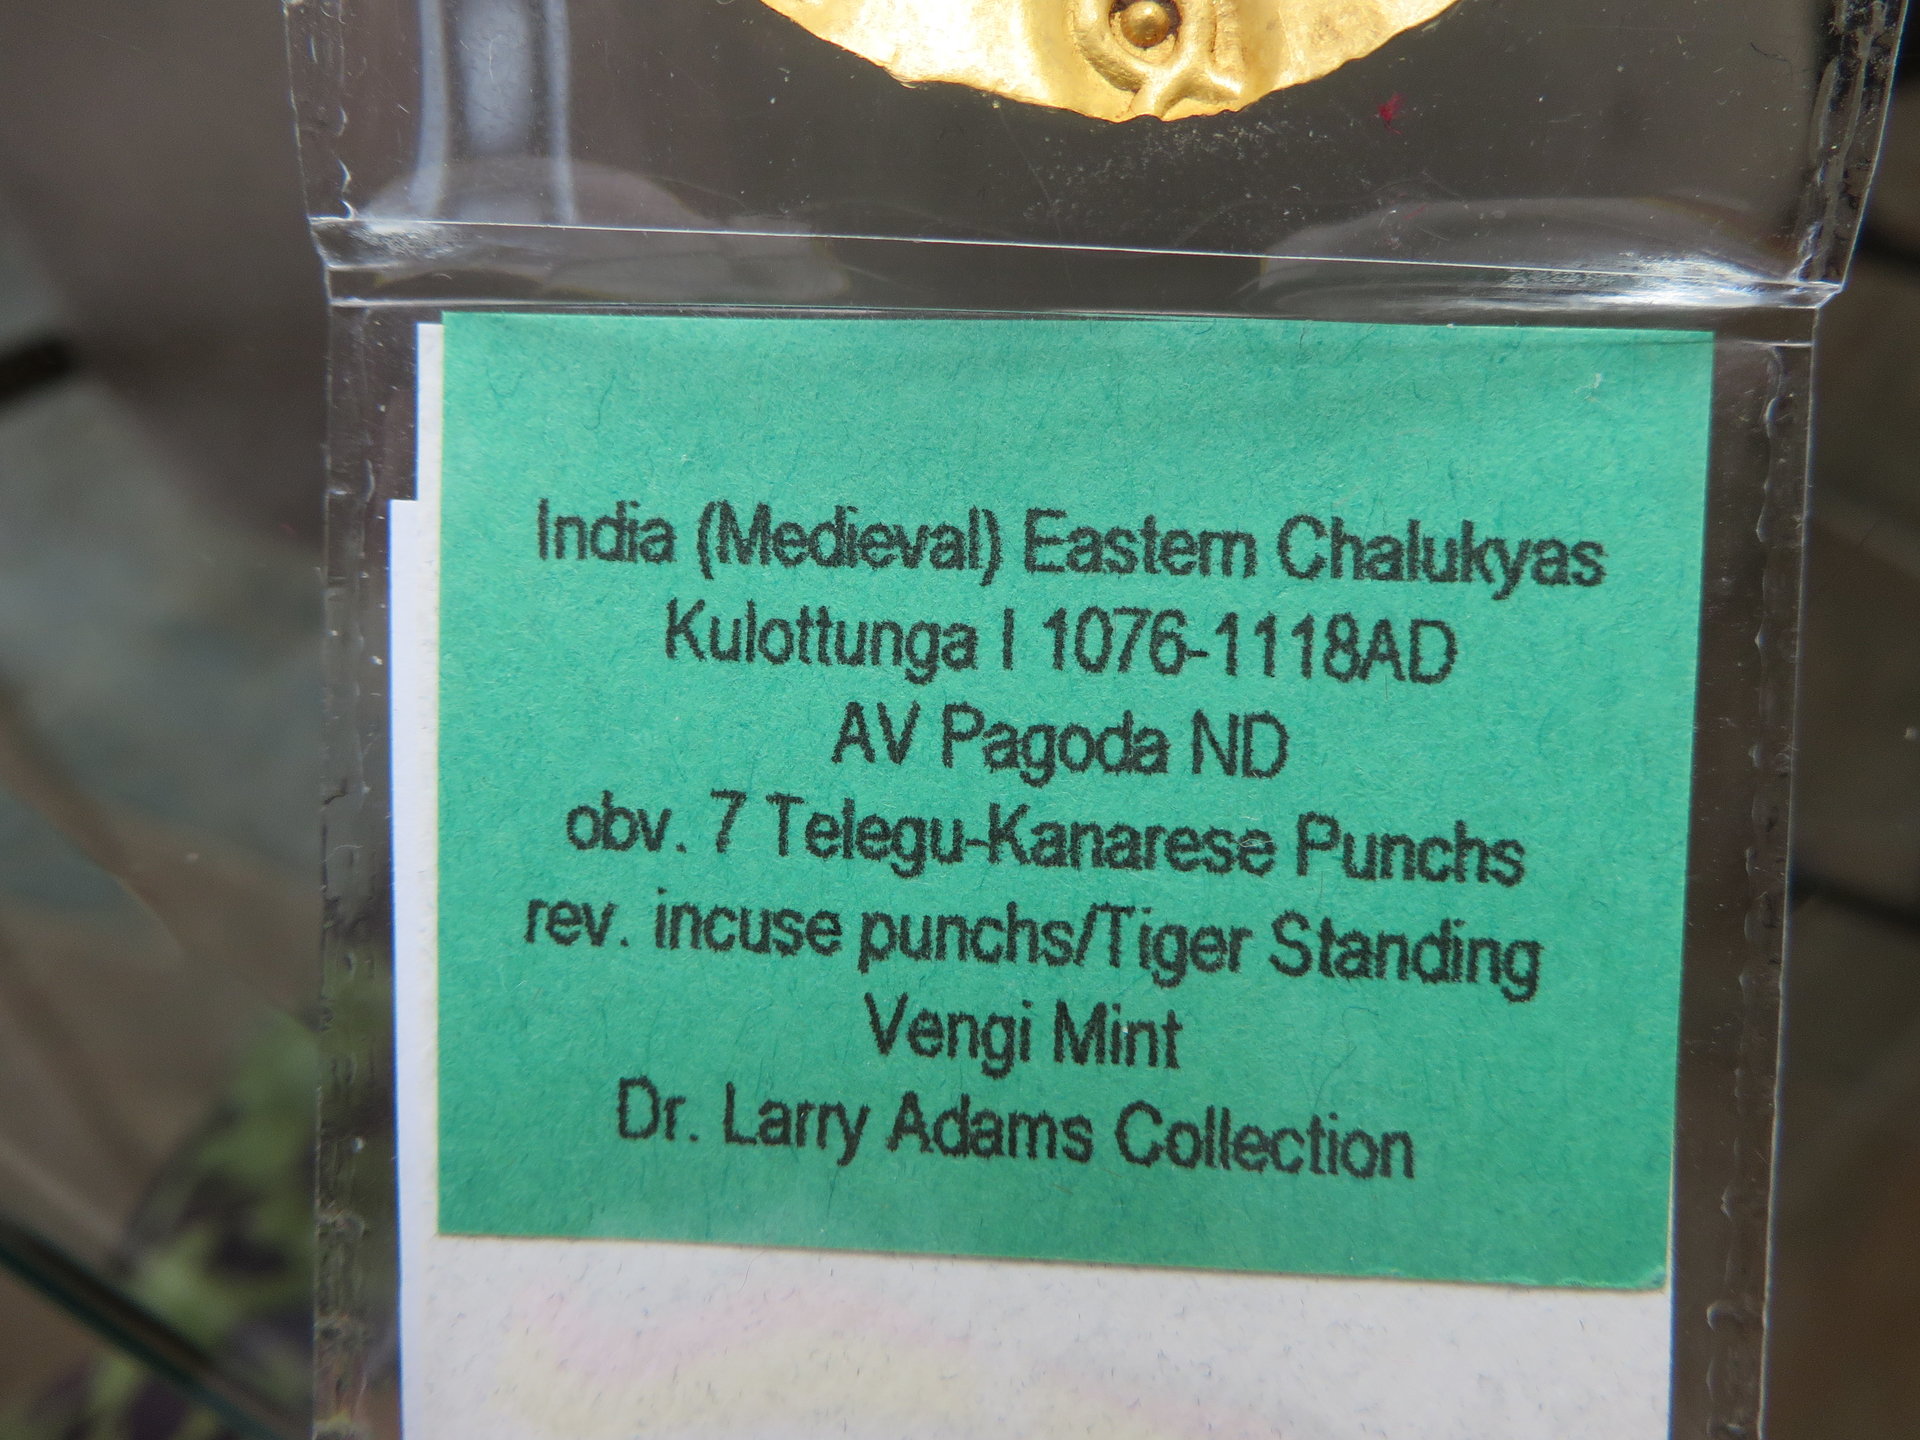 India (Medieval) Eastern Chalukyas
Kulottunga I 1076-1118AD
AV Pagoda ND
obv. 7 Telegu-Kanarese Punchs
rev. incuse punchs/Tiger Standing
Vengi Mint
Dr. Larry Adams Collection